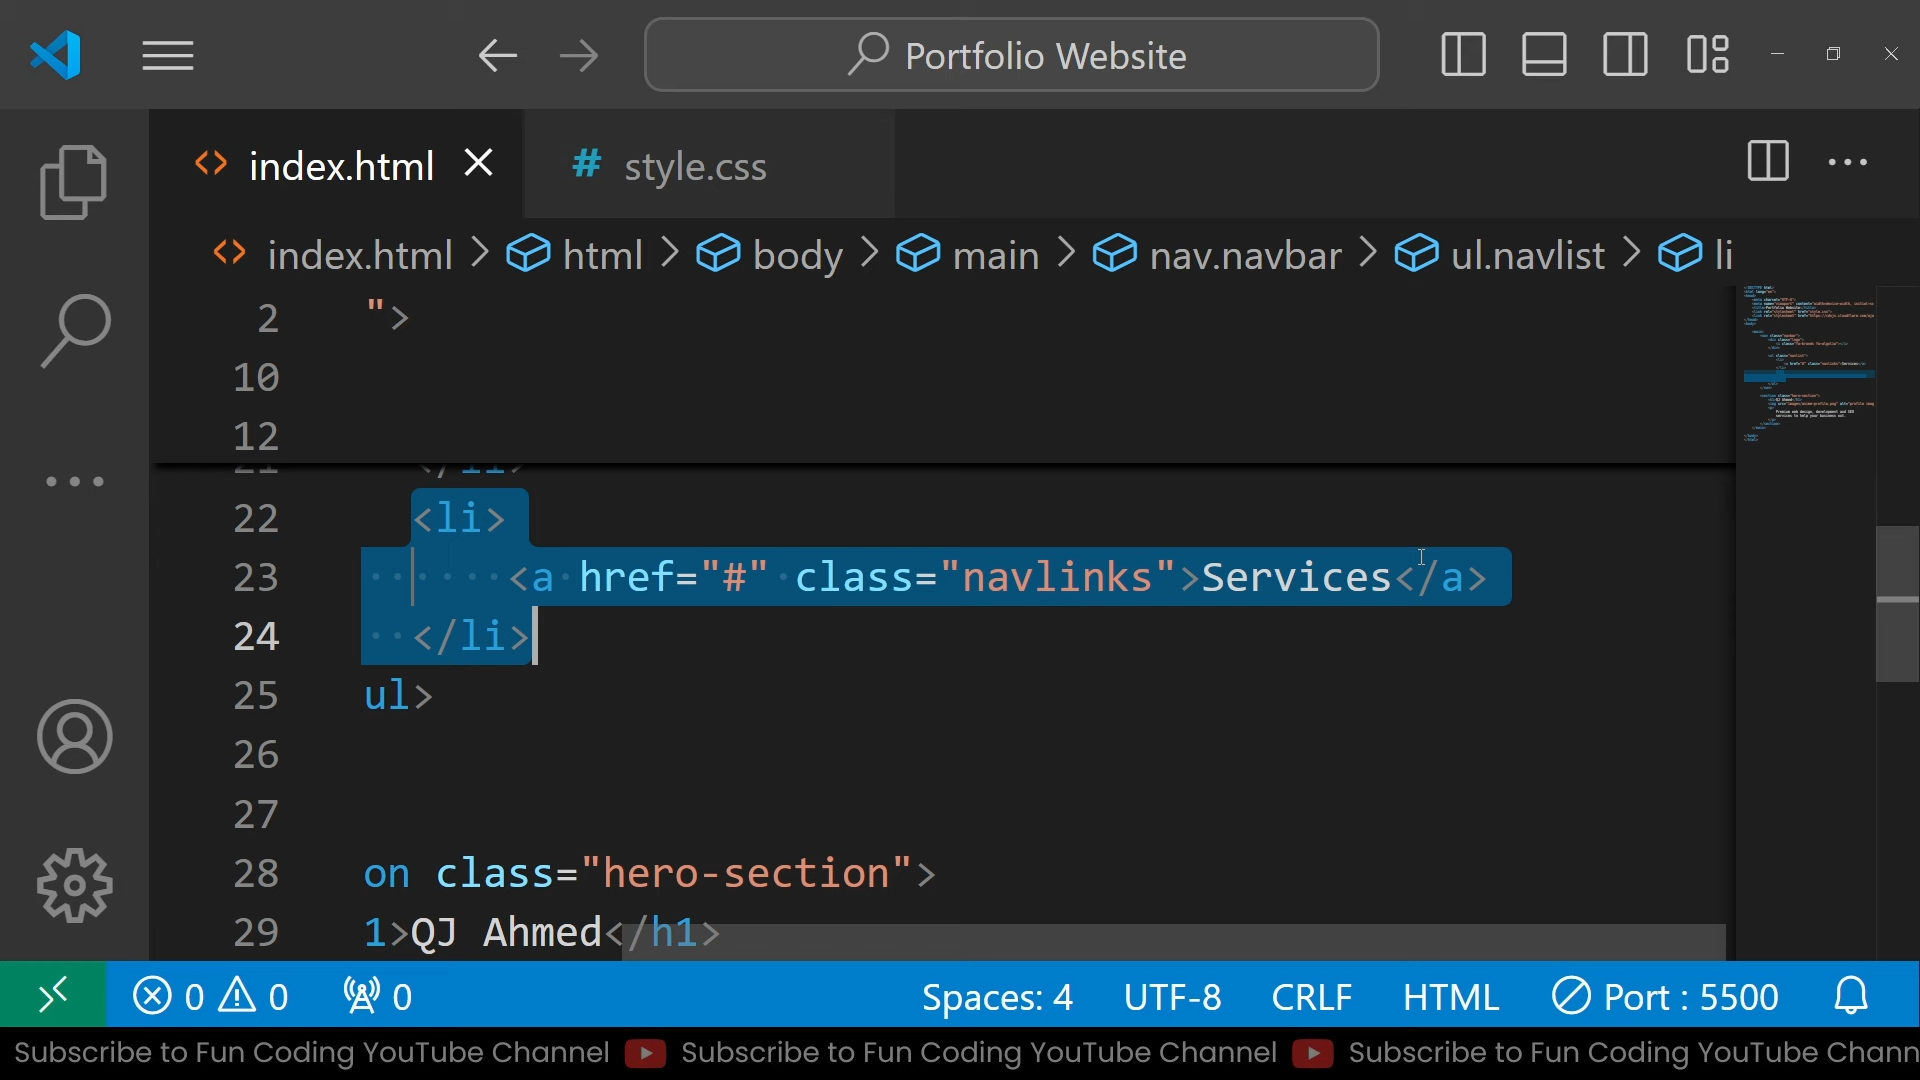 Portfolio Website
index.html
# style.css
index.html > html > body > main > nav.navbar > ul.navlist > li
2 ">
10
12
21 </li>
22 <li>
23 <a href="#" class="navlinks">Services</a>
24 </li>
25 ul>
26
27
28 on class="hero-section">
29 1>QJ Ahmed</h1>
0 0 0 Spaces: 4 UTF-8 CRLF HTML Port : 5500
Subscribe to Fun Coding YouTube Channel Subscribe to Fun Coding YouTube Channel Subscribe to Fun Coding YouTube Chann